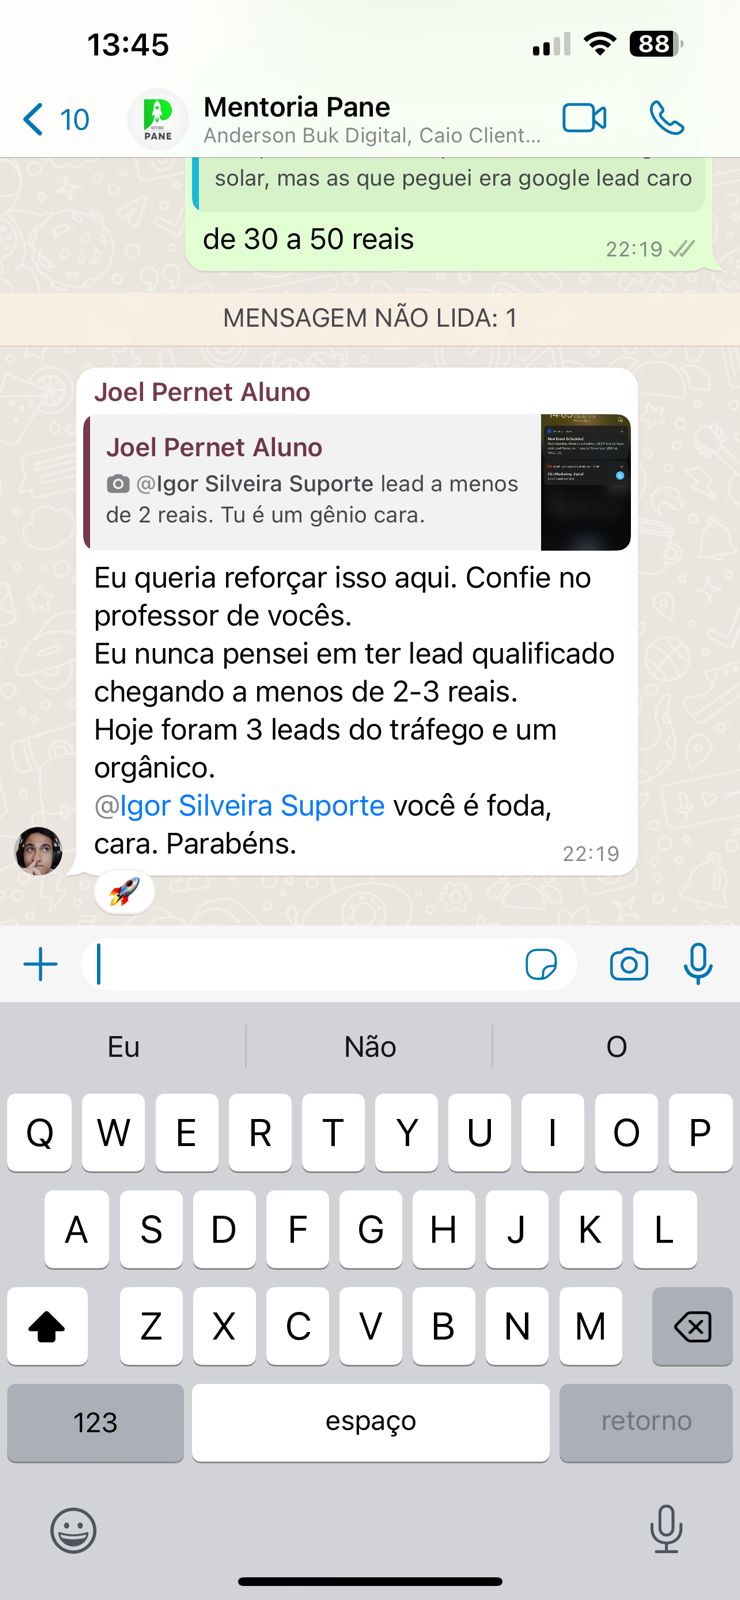 13:45
88
10
Mentoria Pane
Anderson Buk Digital, Caio Client...
PANE
solar, mas as que peguei era google lead caro
de 30 a 50 reais
22:19
MENSAGEM NÃO LIDA: 1
Joel Pernet Aluno
Joel Pernet Aluno
@Igor Silveira Suporte lead a menos
de 2 reais. Tu é um gênio cara.
Eu queria reforçar isso aqui. Confie no
professor de vocês.
Eu nunca pensei em ter lead qualificado
chegando a menos de 2-3 reais.
Hoje foram 3 leads do tráfego e um
orgânico.
@Igor Silveira Suporte você é foda,
cara. Parabéns.
22:19
Eu Não O
Q W E R T Y U I O P
A S D F G H J K L
Z X C V B N M
123 espaço retorno